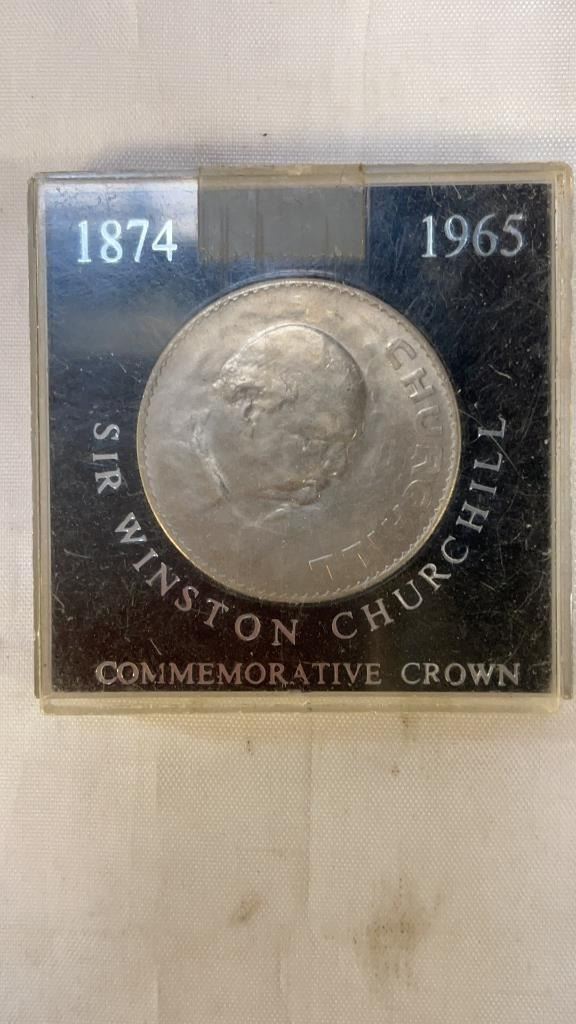 1874 1965
CHURCHILL
SIR WINSTON CHURCHILL
COMMEMORATIVE CROWN